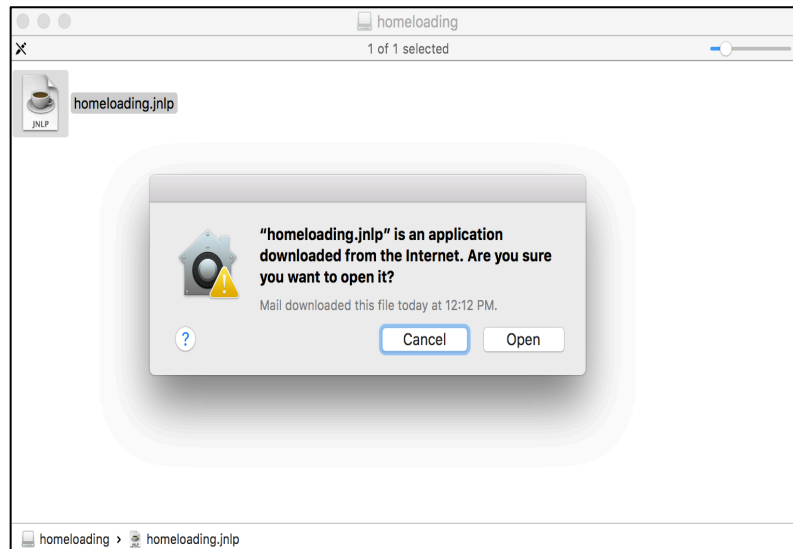 homeloading
1 of 1 selected
JNLP
homeloading.jnlp
“homeloading.jnlp” is an application
downloaded from the Internet. Are you sure
you want to open it?
Mail downloaded this file today at 12:12 PM.
? Cancel Open
homeloading › homeloading.jnlp